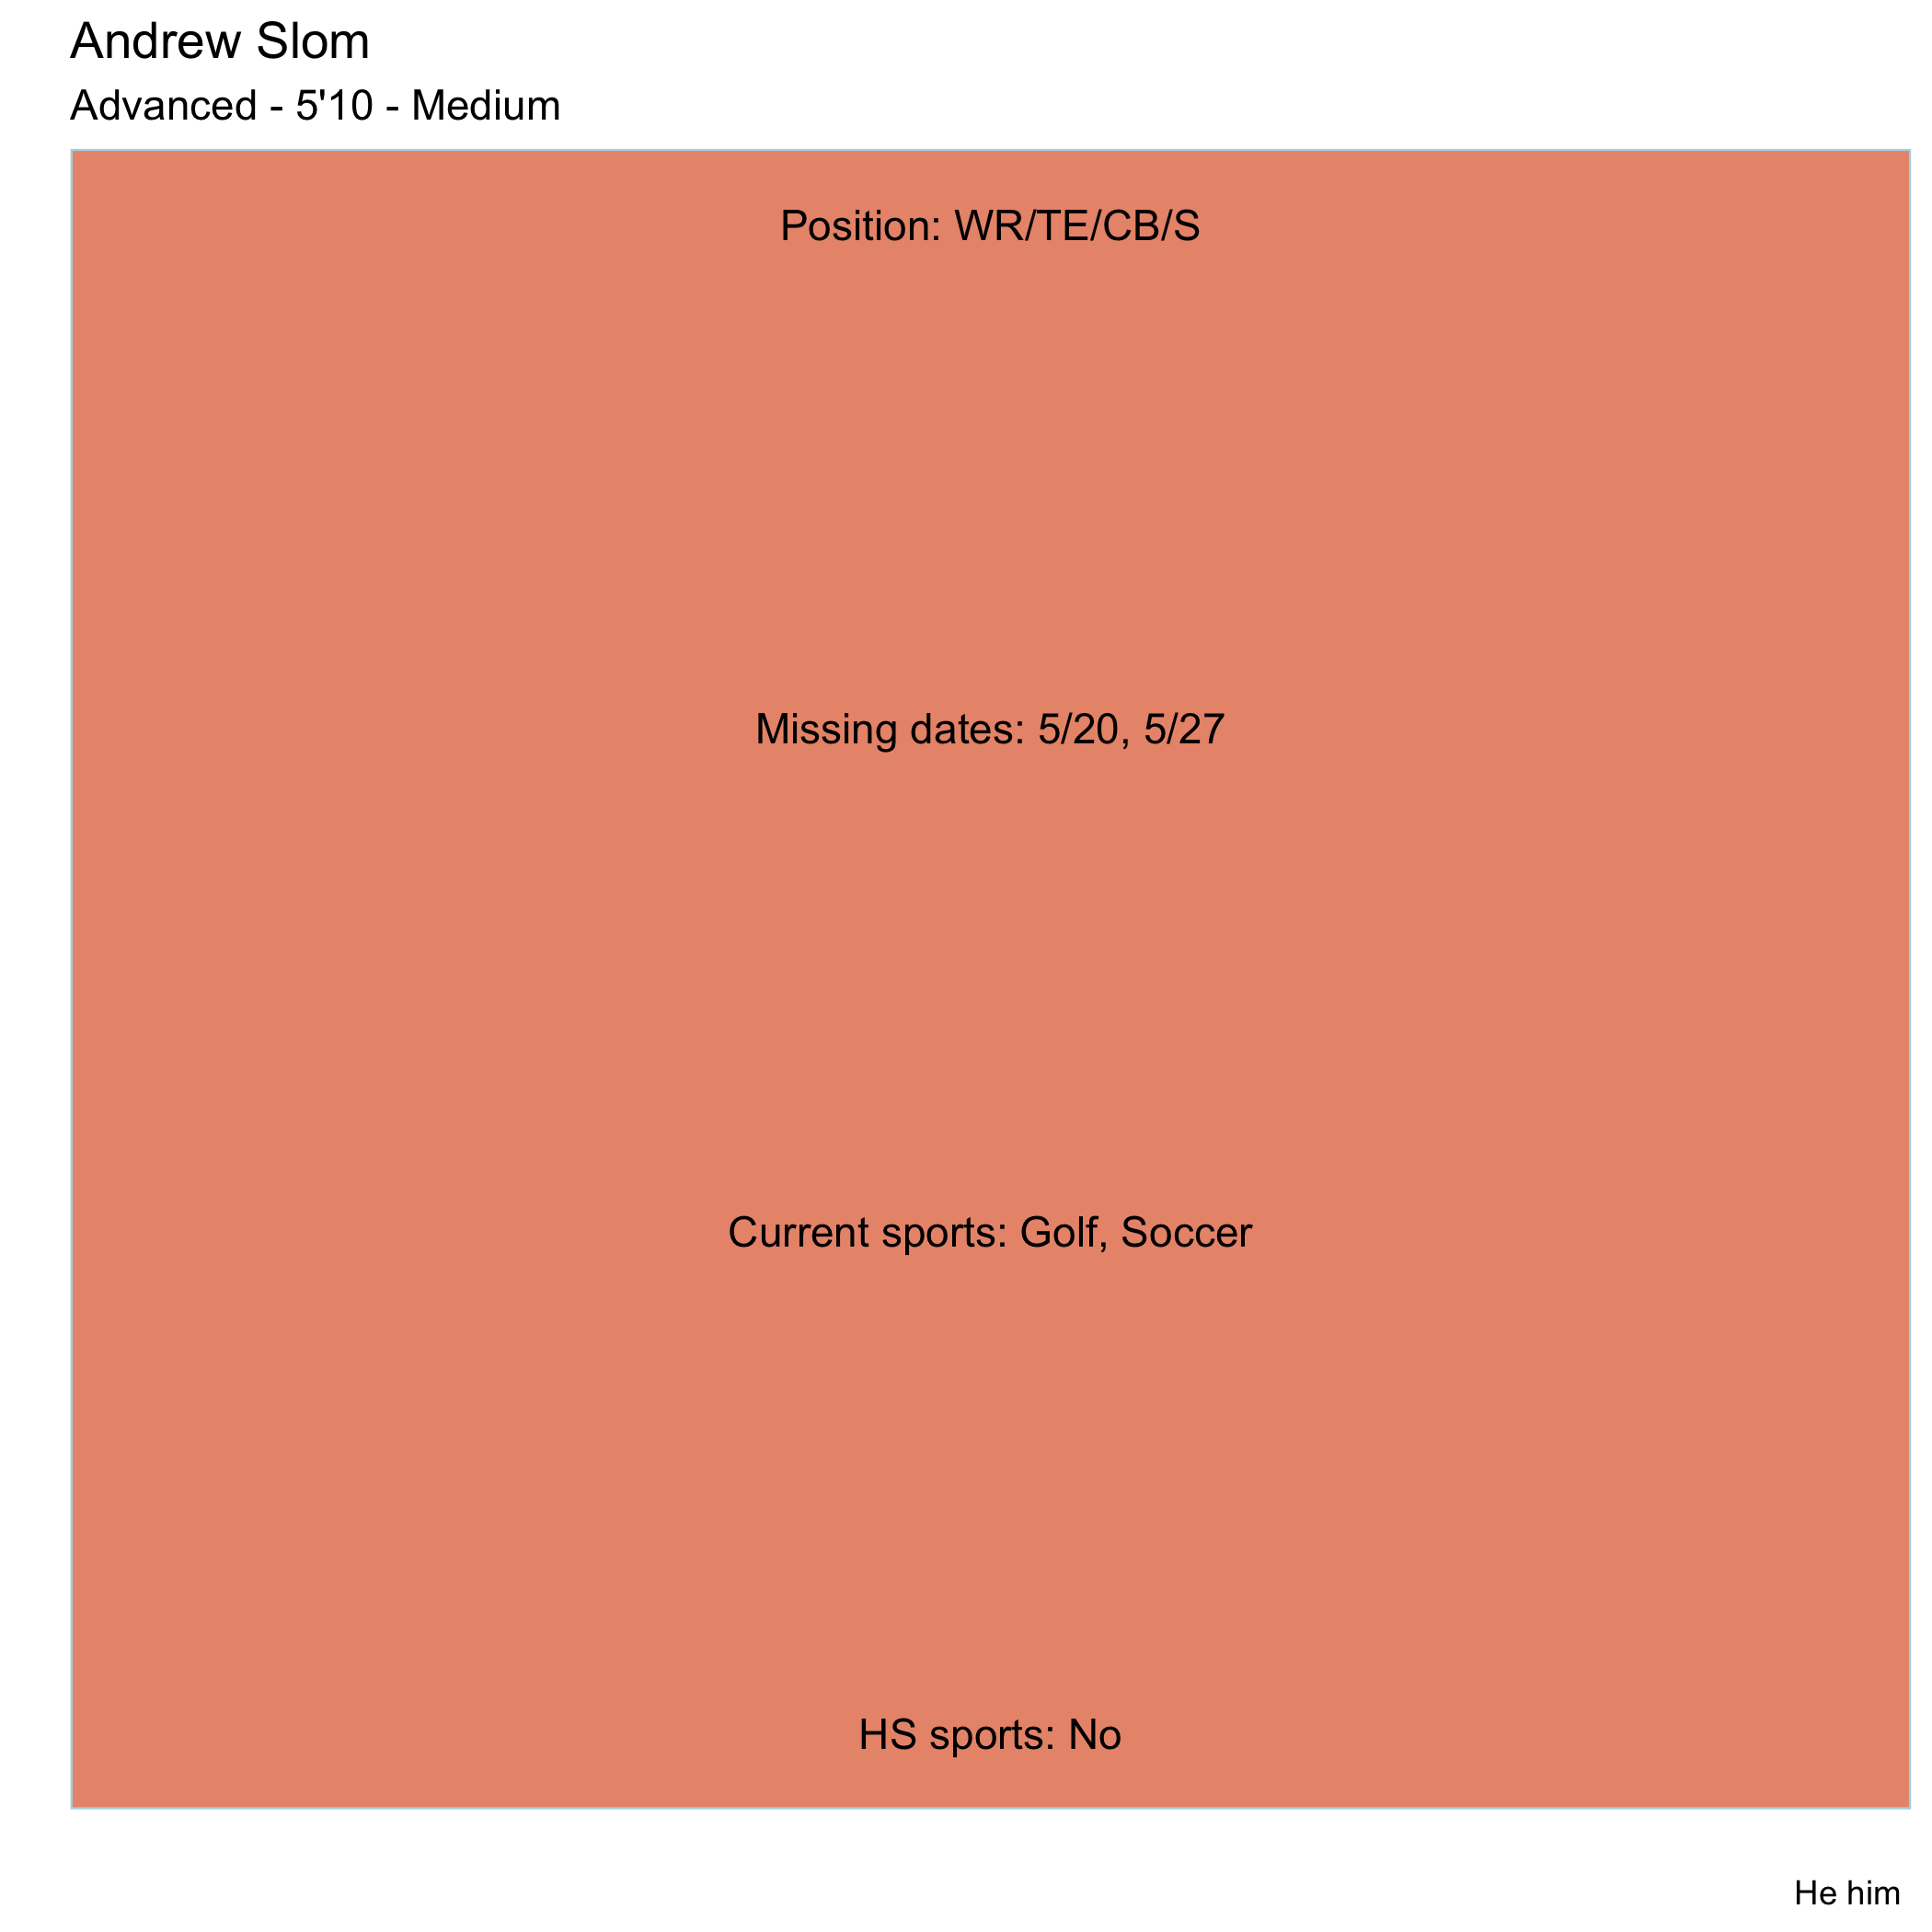 Andrew Slom
Advanced - 5'10 - Medium
Position: WR/TE/CB/S
Missing dates: 5/20, 5/27
Current sports: Golf, Soccer
HS sports: No
He him